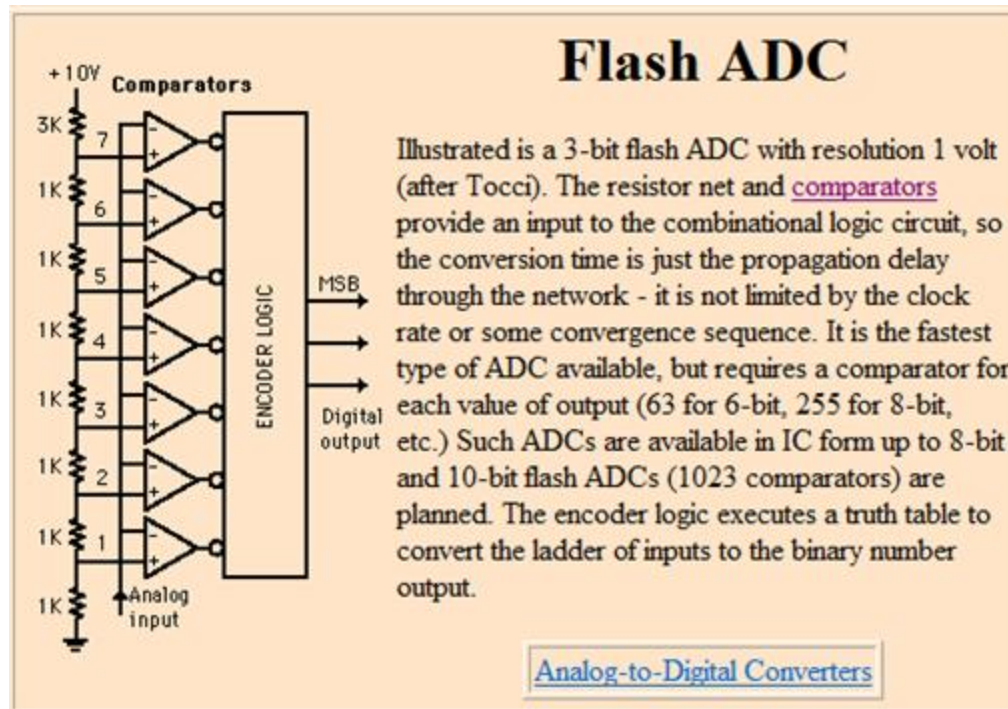 Flash ADC
+10V
Comparators
3K
7
1K
6
1K
5
1K
4
1K
3
1K
2
1K
1
1K
Analog
input
ENCODER LOGIC
MSB
Digital
output
Illustrated is a 3-bit flash ADC with resolution 1 volt
(after Tocci). The resistor net and comparators
provide an input to the combinational logic circuit, so
the conversion time is just the propagation delay
through the network - it is not limited by the clock
rate or some convergence sequence. It is the fastest
type of ADC available, but requires a comparator for
each value of output (63 for 6-bit, 255 for 8-bit,
etc.) Such ADCs are available in IC form up to 8-bit
and 10-bit flash ADCs (1023 comparators) are
planned. The encoder logic executes a truth table to
convert the ladder of inputs to the binary number
output.
Analog-to-Digital Converters